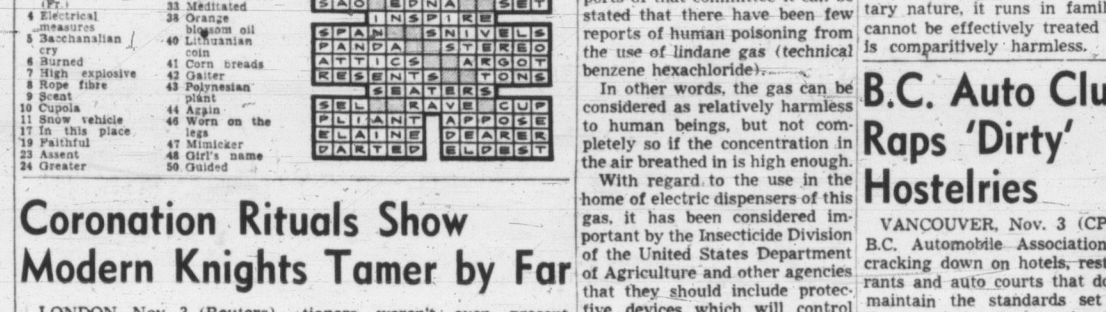 (Fr.)
4 Electrical
measures
5 Bacchanalian
cry
6 Burned
7 High explosive
8 Rope fibre
9 Scent
10 Cupola
11 Snow vehicle
17 In this place
19 Faithful
23 Assent
24 Greater
33 Meditated
38 Orange
blossom oil
40 Lithuanian
coin
41 Corn breads
42 Gaiter
43 Polynesian
plant
44 Again
46 Worn on the
legs
47 Mimicker
48 Girl's name
50 Guided
SAO EDNA SET
INSPIRE
SPAN SNIVELS
PANDA STEREO
ATTICS ARGOT
RESENTS TONS
SEATERS
SEL RAVE CUP
PLIANT APPOSE
ELAINE DEARER
DARTED ELDEST
Coronation Rituals Show
Modern Knights Tamer by Far
LONDON, Nov. 3 (Reuters)
tioners weren't even present
stated that there have been few
reports of human poisoning from
the use of lindane gas (technical
benzene hexachloride).
In other words, the gas can be
considered as relatively harmless
to human beings, but not com-
pletely so if the concentration in
the air breathed in is high enough.
With regard to the use in the
home of electric dispensers of this
gas, it has been considered im-
portant by the Insecticide Division
of the United States Department
of Agriculture and other agencies
that they should include protec-
tive devices which will control
tary nature, it runs in famil
cannot be effectively treated
is comparitively harmless.
B.C. Auto Clu
Raps 'Dirty'
Hostelries
VANCOUVER, Nov. 3 (CP
B.C. Automobile Association
cracking down on hotels, rest
rants and auto courts that do
maintain the standards set